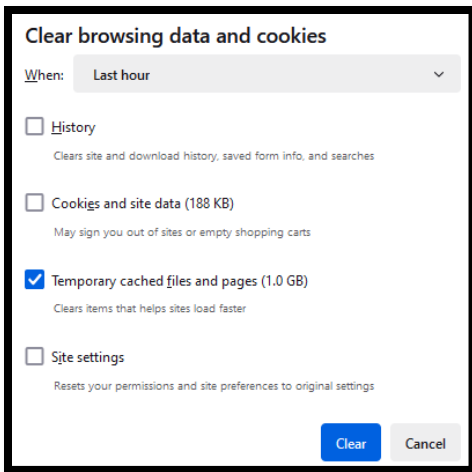 Clear browsing data and cookies
When: Last hour
History
Clears site and download history, saved form info, and searches
Cookies and site data (188 KB)
May sign you out of sites or empty shopping carts
Temporary cached files and pages (1.0 GB)
Clears items that helps sites load faster
Site settings
Resets your permissions and site preferences to original settings
Clear Cancel